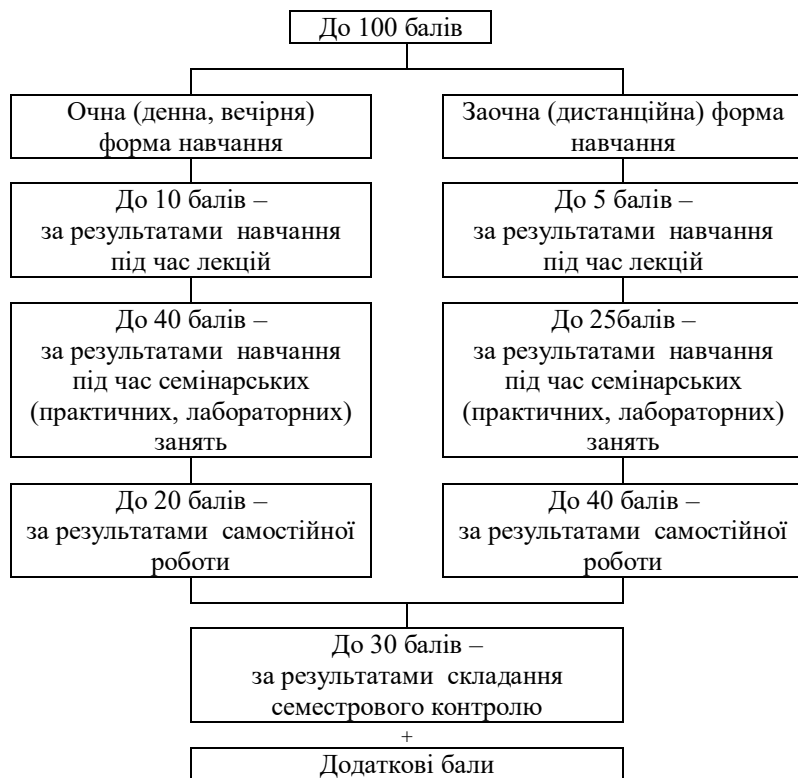 До 100 балів
Очна (денна, вечірня)
форма навчання
Заочна (дистанційна) форма
навчання
До 10 балів –
за результатами навчання
під час лекцій
До 5 балів –
за результатами навчання
під час лекцій
До 40 балів –
за результатами навчання
під час семінарських
(практичних, лабораторних)
занять
До 25балів –
за результатами навчання
під час семінарських
(практичних, лабораторних)
занять
До 20 балів –
за результатами самостійної
роботи
До 40 балів –
за результатами самостійної
роботи
До 30 балів –
за результатами складання
семестрового контролю
+
Додаткові бали